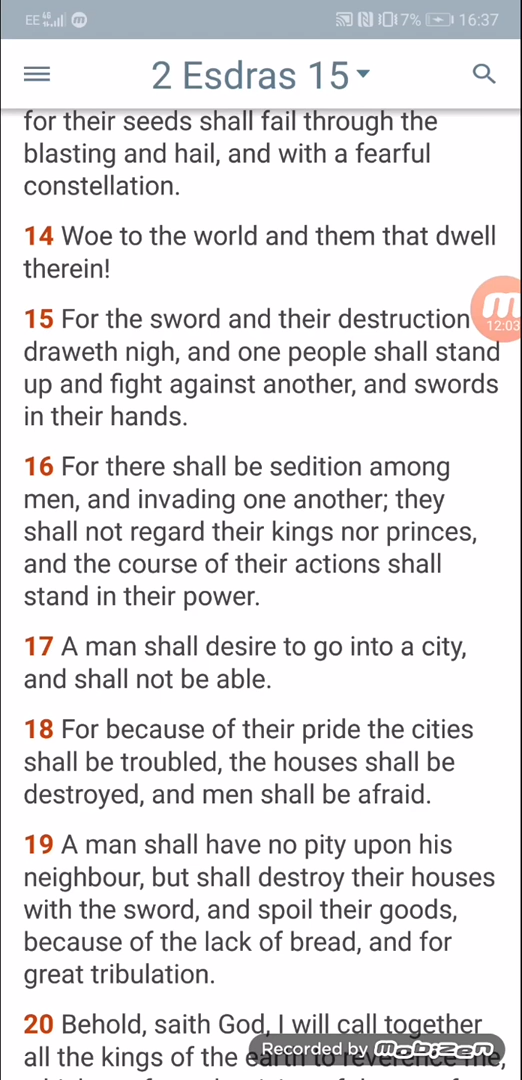 EE 4G 7% 16:37
2 Esdras 15
for their seeds shall fail through the
blasting and hail, and with a fearful
constellation.
14 Woe to the world and them that dwell
therein!
15 For the sword and their destruction
draweth nigh, and one people shall stand
up and fight against another, and swords
in their hands.
m
12:03
16 For there shall be sedition among
men, and invading one another; they
shall not regard their kings nor princes,
and the course of their actions shall
stand in their power.
17 A man shall desire to go into a city,
and shall not be able.
18 For because of their pride the cities
shall be troubled, the houses shall be
destroyed, and men shall be afraid.
19 A man shall have no pity upon his
neighbour, but shall destroy their houses
with the sword, and spoil their goods,
because of the lack of bread, and for
great tribulation.
20 Behold, saith God, I will call together
all the kings of the earth to reverence me,
Recorded by mobizen